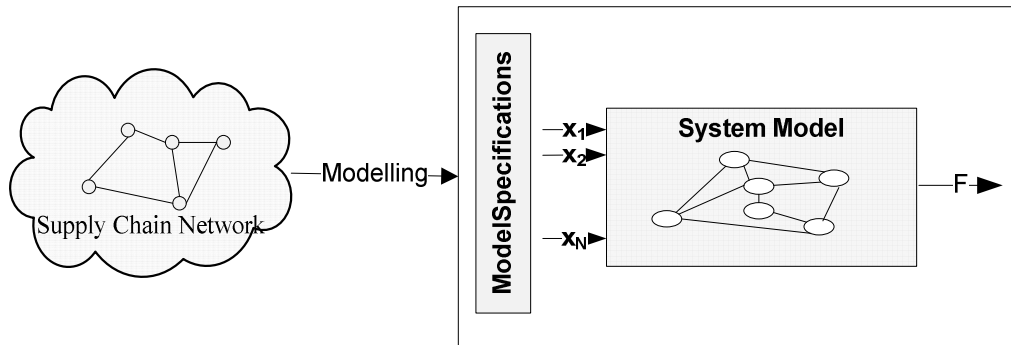 Supply Chain Network
Modelling
ModelSpecifications
x1
x2
xN
System Model
F